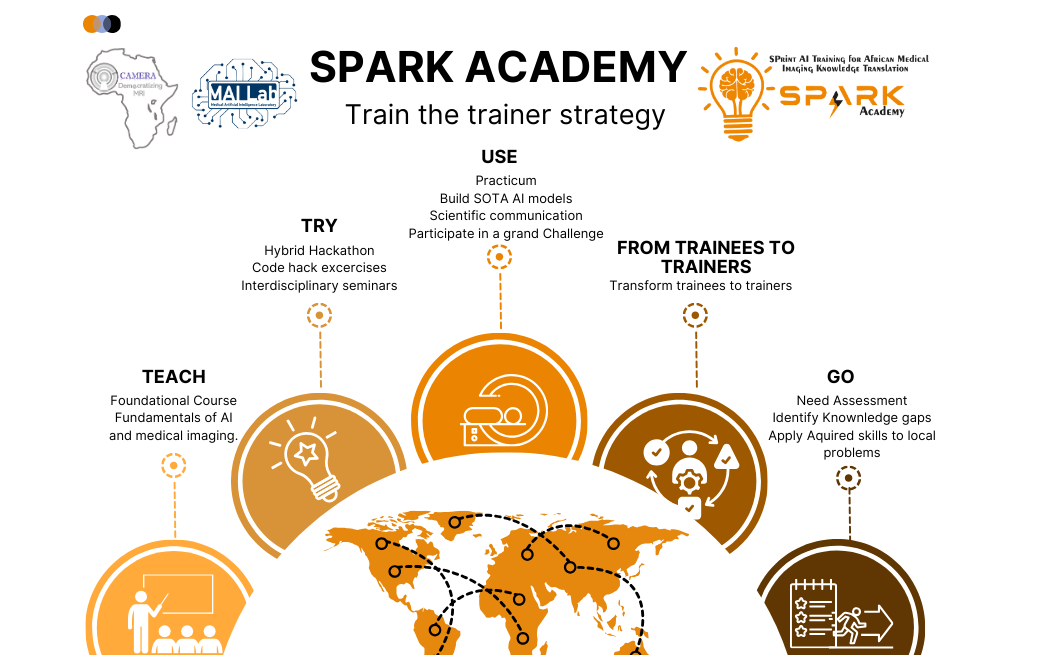 SPARK ACADEMY
Train the trainer strategy
CAMERA
Democratizing
MRI
MAI Lab
Medical Artificial Intelligence Laboratory
SPrint AI Training for African Medical
Imaging Knowledge Translation
SPARK
Academy
USE
Practicum
Build SOTA AI models
Scientific communication
Participate in a grand Challenge
TRY
Hybrid Hackathon
Code hack excercises
Interdisciplinary seminars
FROM TRAINEES TO
TRAINERS
Transform trainees to trainers
TEACH
Foundational Course
Fundamentals of AI
and medical imaging.
GO
Need Assessment
Identify Knownledge gaps
Apply Aquired skills to local
problems